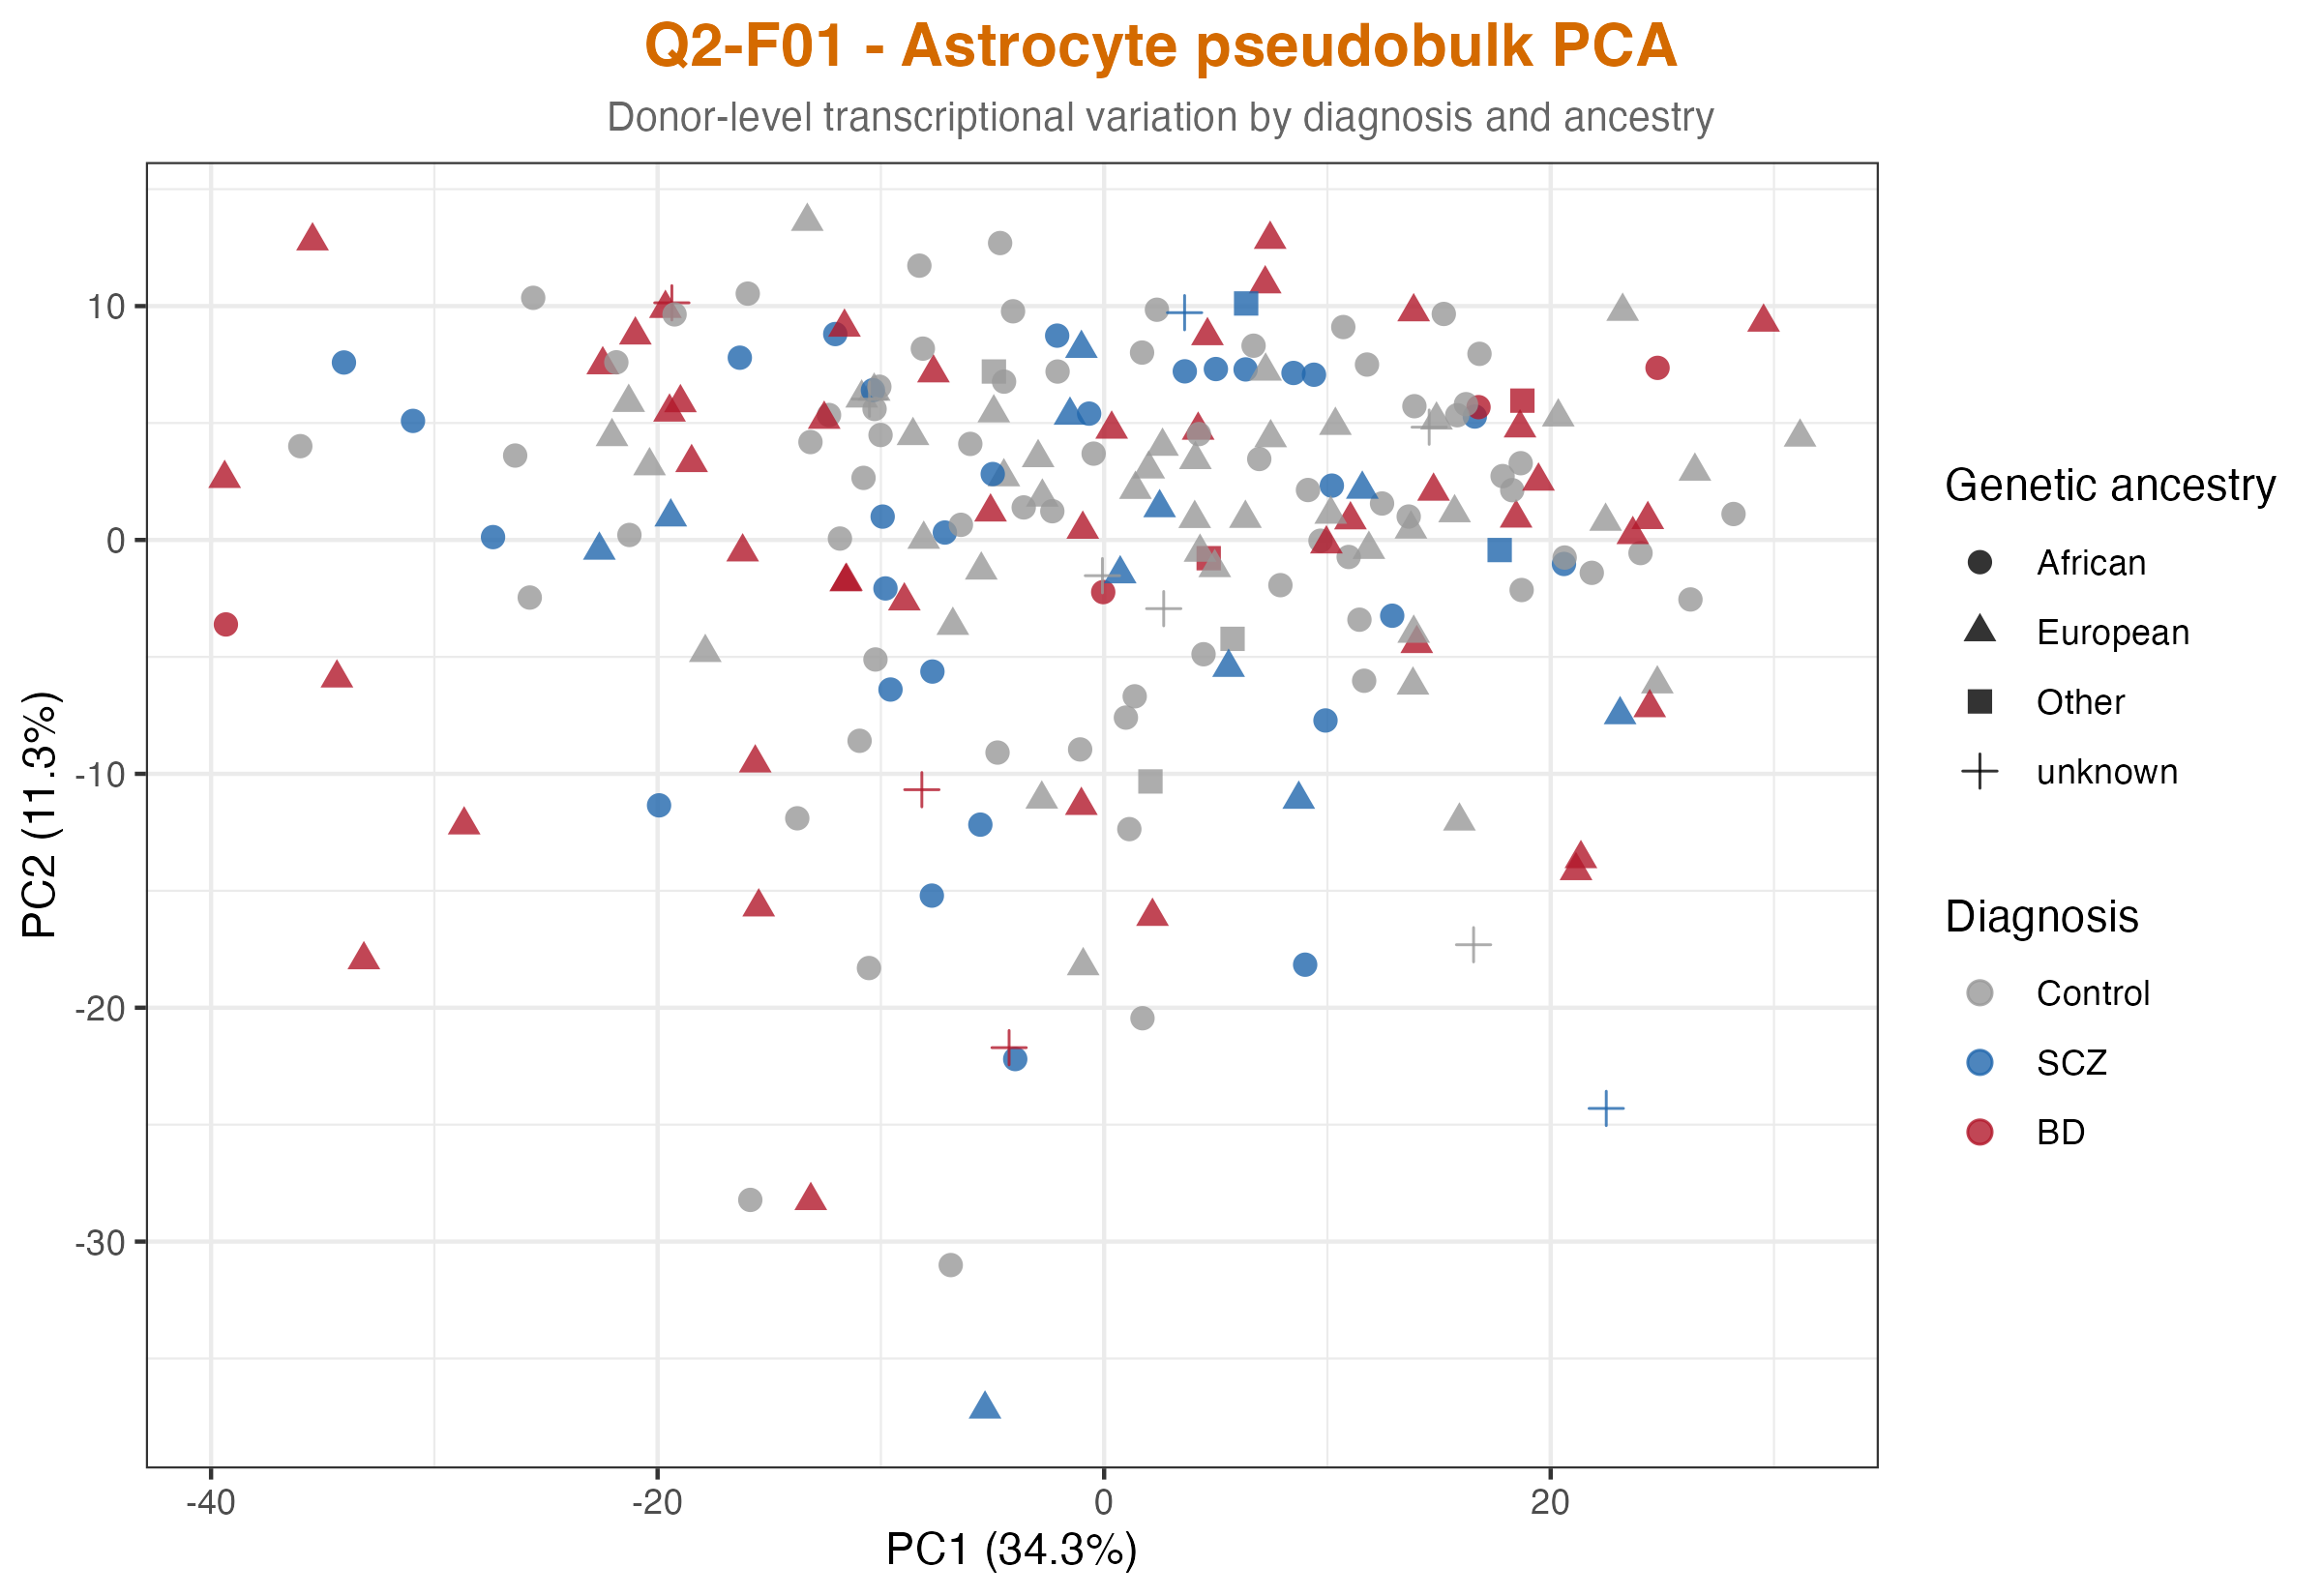 Q2-F01 - Astrocyte pseudobulk PCA
Donor-level transcriptional variation by diagnosis and ancestry
PC2 (11.3%)
10
0
-10
-20
-30
-40
-20
0
20
PC1 (34.3%)
Genetic ancestry
African
European
Other
unknown
Diagnosis
Control
SCZ
BD